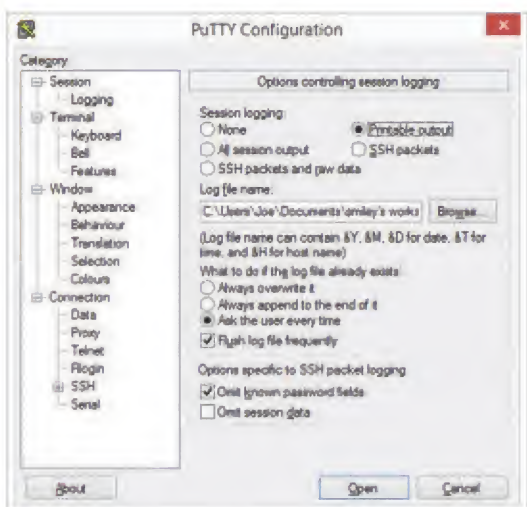 PuTTY Configuration
Category
Session
Logging
Terminal
Keyboard
Bell
Features
Window
Appearance
Behaviour
Translation
Selection
Colours
Connection
Data
Proxy
Telnet
Rlogin
SSH
Serial
Options controlling session logging
Session logging:
None
Printable output
All session output
SSH packets
SSH packets and raw data
Log file name:
C:\Users\Joe\Documents\smiley's works
Browse...
(Log file name can contain &Y, &M, &D for date, &T for
time, and &H for host name)
What to do if the log file already exists:
Always overwrite it
Always append to the end of it
Ask the user every time
Flush log file frequently
Options specific to SSH packet logging
Omit known password fields
Omit session data
About
Open
Cancel